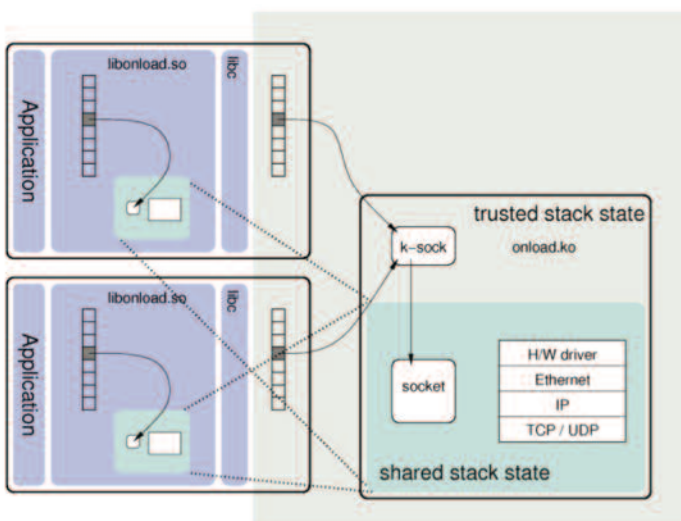 libonload.so
libc
Application
trusted stack state
k-sock
onload.ko
libonload.so
libc
Application
H/W driver
Ethernet
socket
IP
TCP / UDP
shared stack state